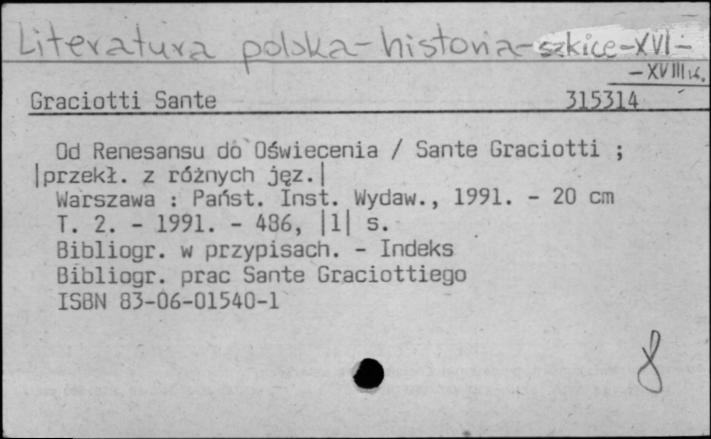 Literatura polska - historia - szkice - XVI -
- XVIII w.
Graciotti Sante 315314
Od Renesansu do Oświecenia / Sante Graciotti ;
|przekł. z różnych jęz.|
Warszawa : Państ. Inst. Wydaw., 1991. - 20 cm
T. 2. - 1991. - 486, |1| s.
Bibliogr. w przypisach. - Indeks
Bibliogr. prac Sante Graciottiego
ISBN 83-06-01540-1
8